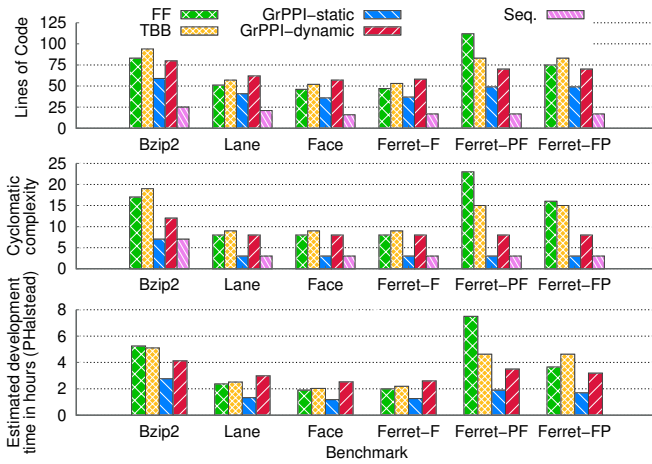 FF
GrPPI−static
Seq.
TBB
GrPPI−dynamic
Lines of Code
125
100
75
50
25
0
Bzip2 Lane Face Ferret−F Ferret−PF Ferret−FP
Cyclomatic
complexity
25
20
15
10
5
0
Bzip2 Lane Face Ferret−F Ferret−PF Ferret−FP
Estimated development
time in hours (PHalstead)
8
6
4
2
0
Bzip2 Lane Face Ferret−F Ferret−PF Ferret−FP
Benchmark